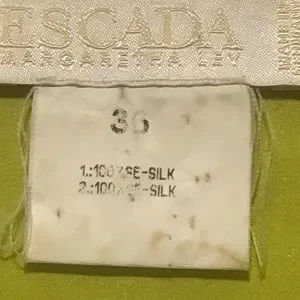 ESCADA
MARGARETHA LEY
36
1.:100%SE-SILK
2.:100%SE-SILK